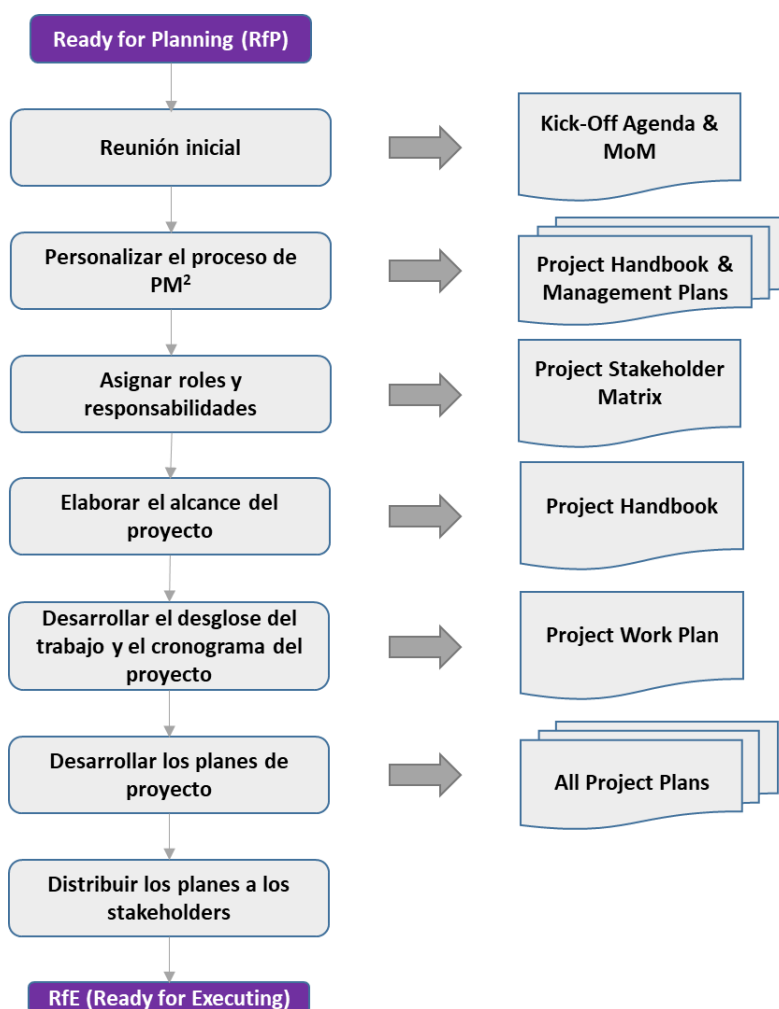 Ready for Planning (RfP)
Reunión inicial
Kick-Off Agenda &
MoM
Personalizar el proceso de
PM²
Project Handbook &
Management Plans
Asignar roles y
responsabilidades
Project Stakeholder
Matrix
Elaborar el alcance del
proyecto
Project Handbook
Desarrollar el desglose del
trabajo y el cronograma del
proyecto
Project Work Plan
Desarrollar los planes de
proyecto
All Project Plans
Distribuir los planes a los
stakeholders
RfE (Ready for Executing)